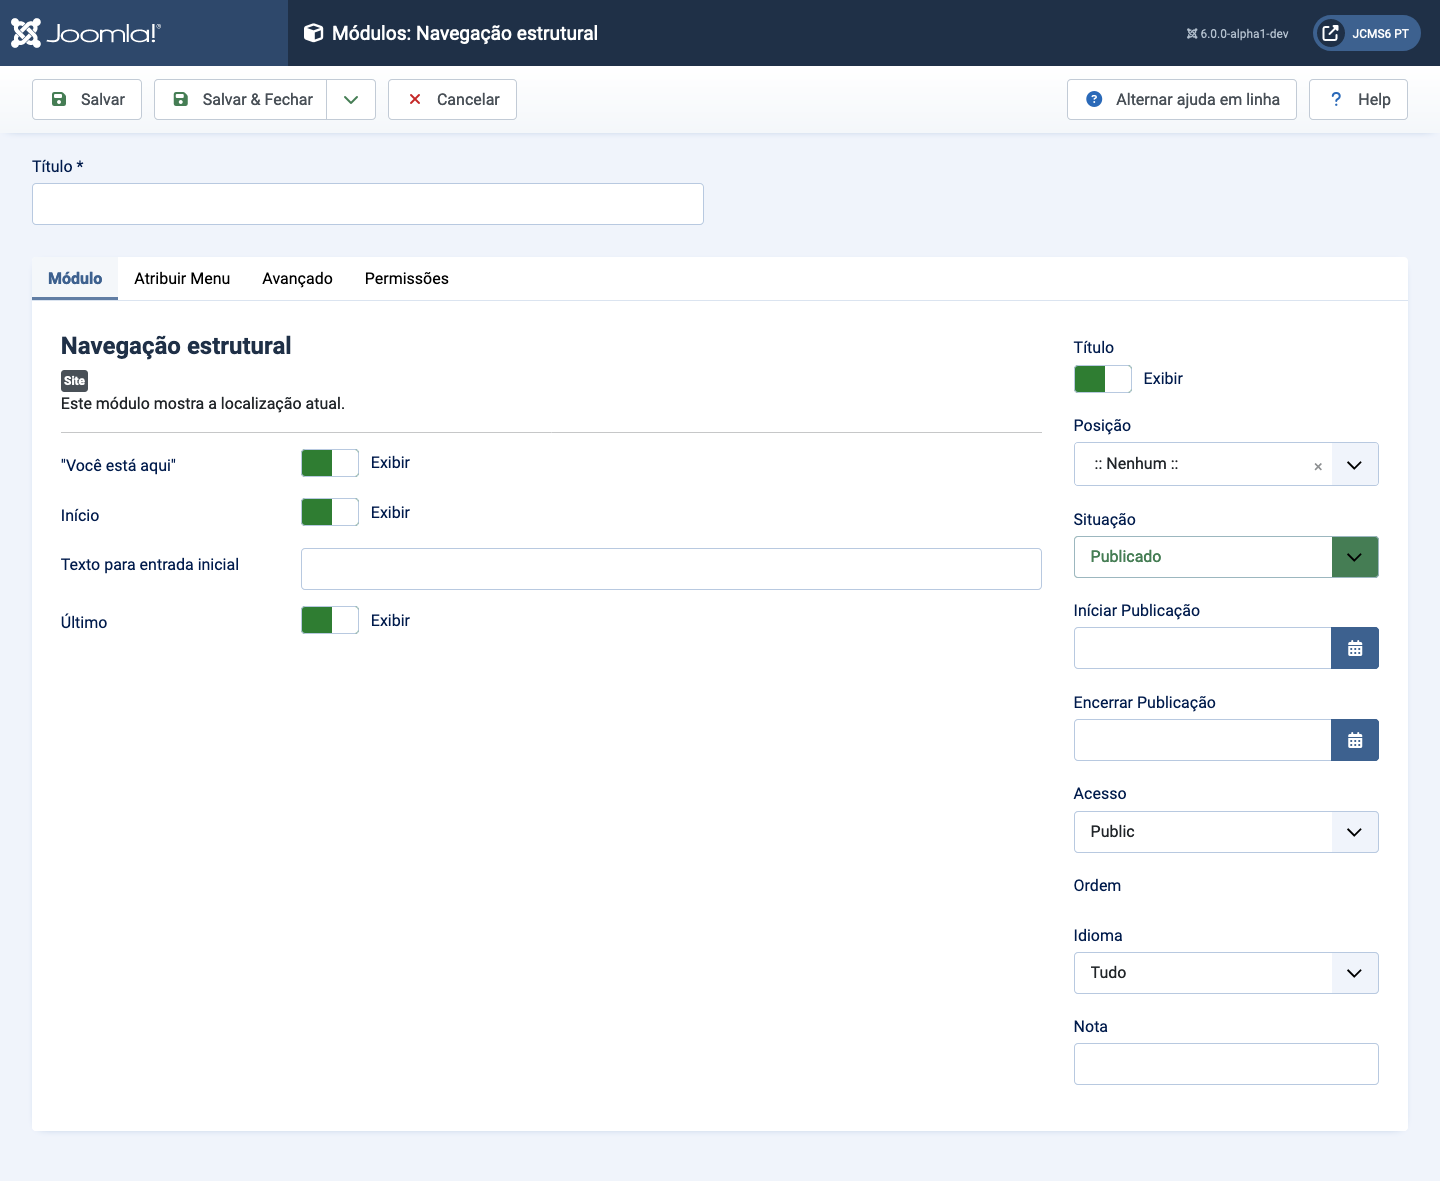 Joomla!®
Módulos: Navegação estrutural
6.0.0-alpha1-dev
JCMS6 PT
Salvar
Salvar & Fechar
Cancelar
Alternar ajuda em linha
Help
Título *
Módulo
Atribuir Menu
Avançado
Permissões
Navegação estrutural
Site
Este módulo mostra a localização atual.
"Você está aqui"
Exibir
Início
Exibir
Texto para entrada inicial
Último
Exibir
Título
Exibir
Posição
:: Nenhum ::
Situação
Publicado
Iníciar Publicação
Encerrar Publicação
Acesso
Public
Ordem
Idioma
Tudo
Nota